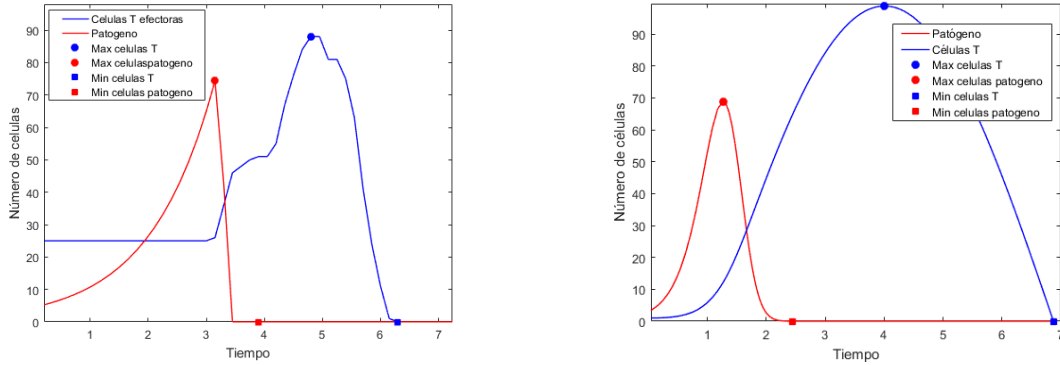 Celulas T efectoras
Patogeno
Max celulas T
Max celulaspatogeno
Min celulas T
Min celulas patogeno
90
80
70
60
50
40
30
20
10
0
Número de células
1 2 3 4 5 6 7
Tiempo
Patógeno
Células T
Max celulas T
Max celulas patogeno
Min celulas T
Min celulas patogeno
90
80
70
60
50
40
30
20
10
0
Número de células
1 2 3 4 5 6 7
Tiempo